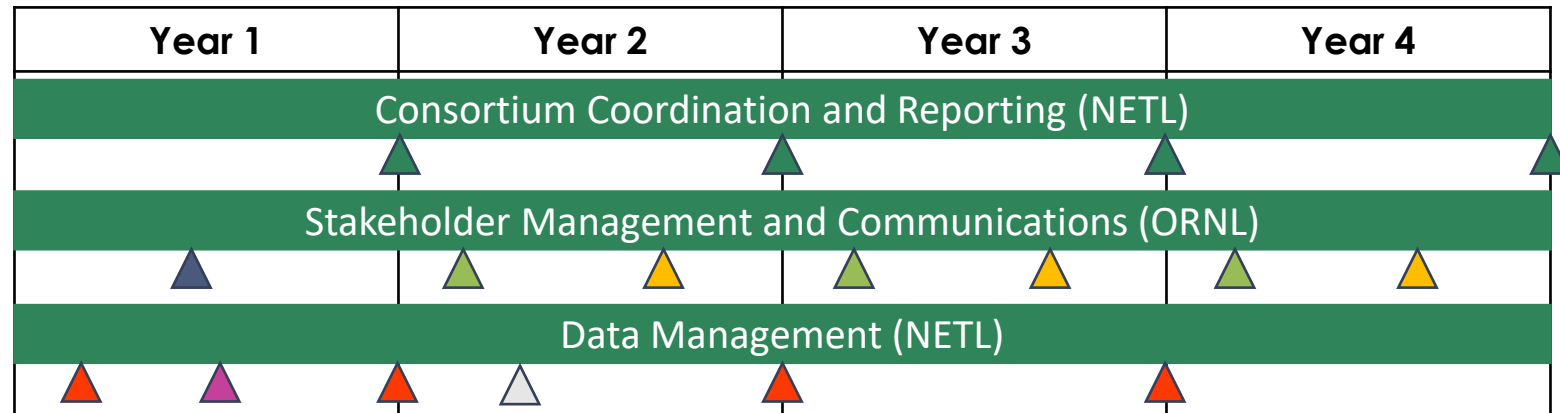 Year 1 Year 2 Year 3 Year 4
Consortium Coordination and Reporting (NETL)
Stakeholder Management and Communications (ORNL)
Data Management (NETL)